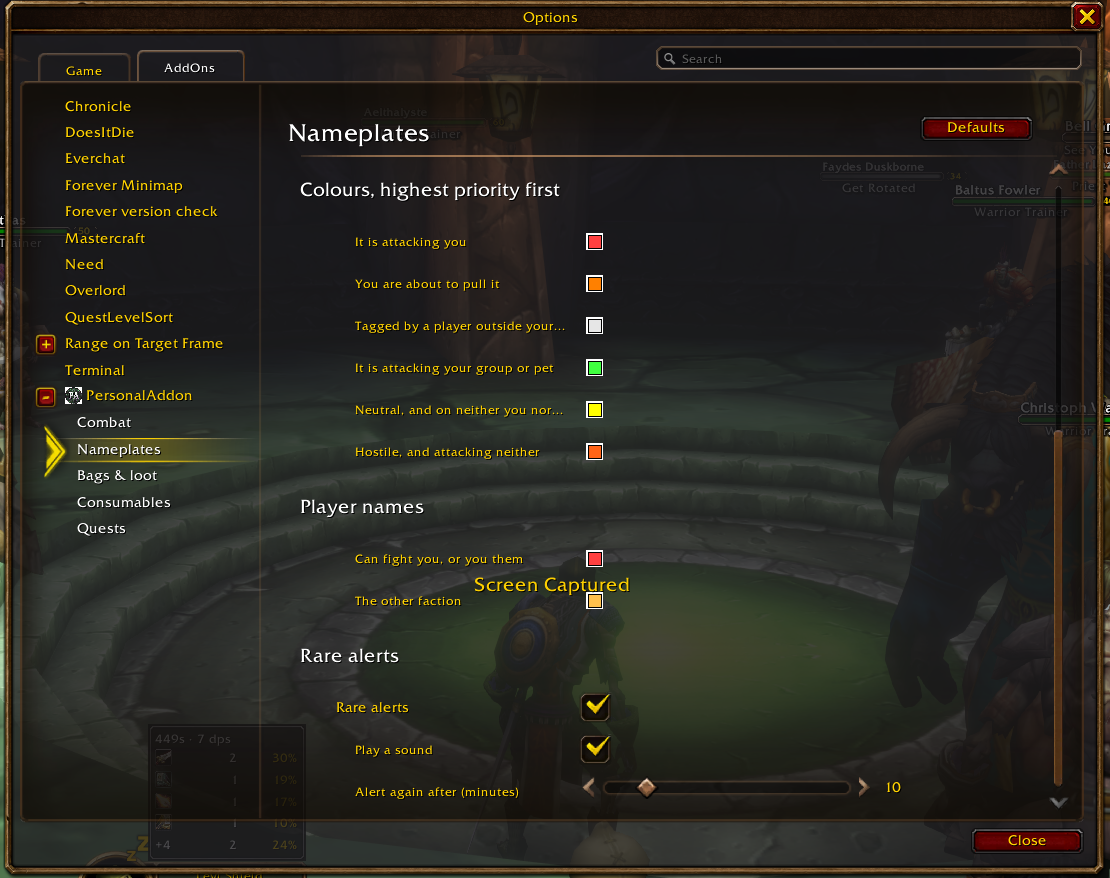 Options
Game
AddOns
Search
Chronicle
DoesItDie
Everchat
Forever Minimap
Forever version check
Mastercraft
Need
Overlord
QuestLevelSort
Range on Target Frame
Terminal
PersonalAddon
Combat
Nameplates
Bags & loot
Consumables
Quests
Nameplates
Defaults
Faydes Duskborne
34
Get Rotated
Baltus Fowler
Warrior Trainer
Colours, highest priority first
It is attacking you
You are about to pull it
Tagged by a player outside your...
It is attacking your group or pet
Neutral, and on neither you nor...
Hostile, and attacking neither
Christoph
Player names
Can fight you, or you them
Screen Captured
The other faction
Rare alerts
Rare alerts
Play a sound
Alert again after (minutes)
10
449s - 7 dps
2 30%
1 19%
1 17%
1 10%
+4 2 24%
Close